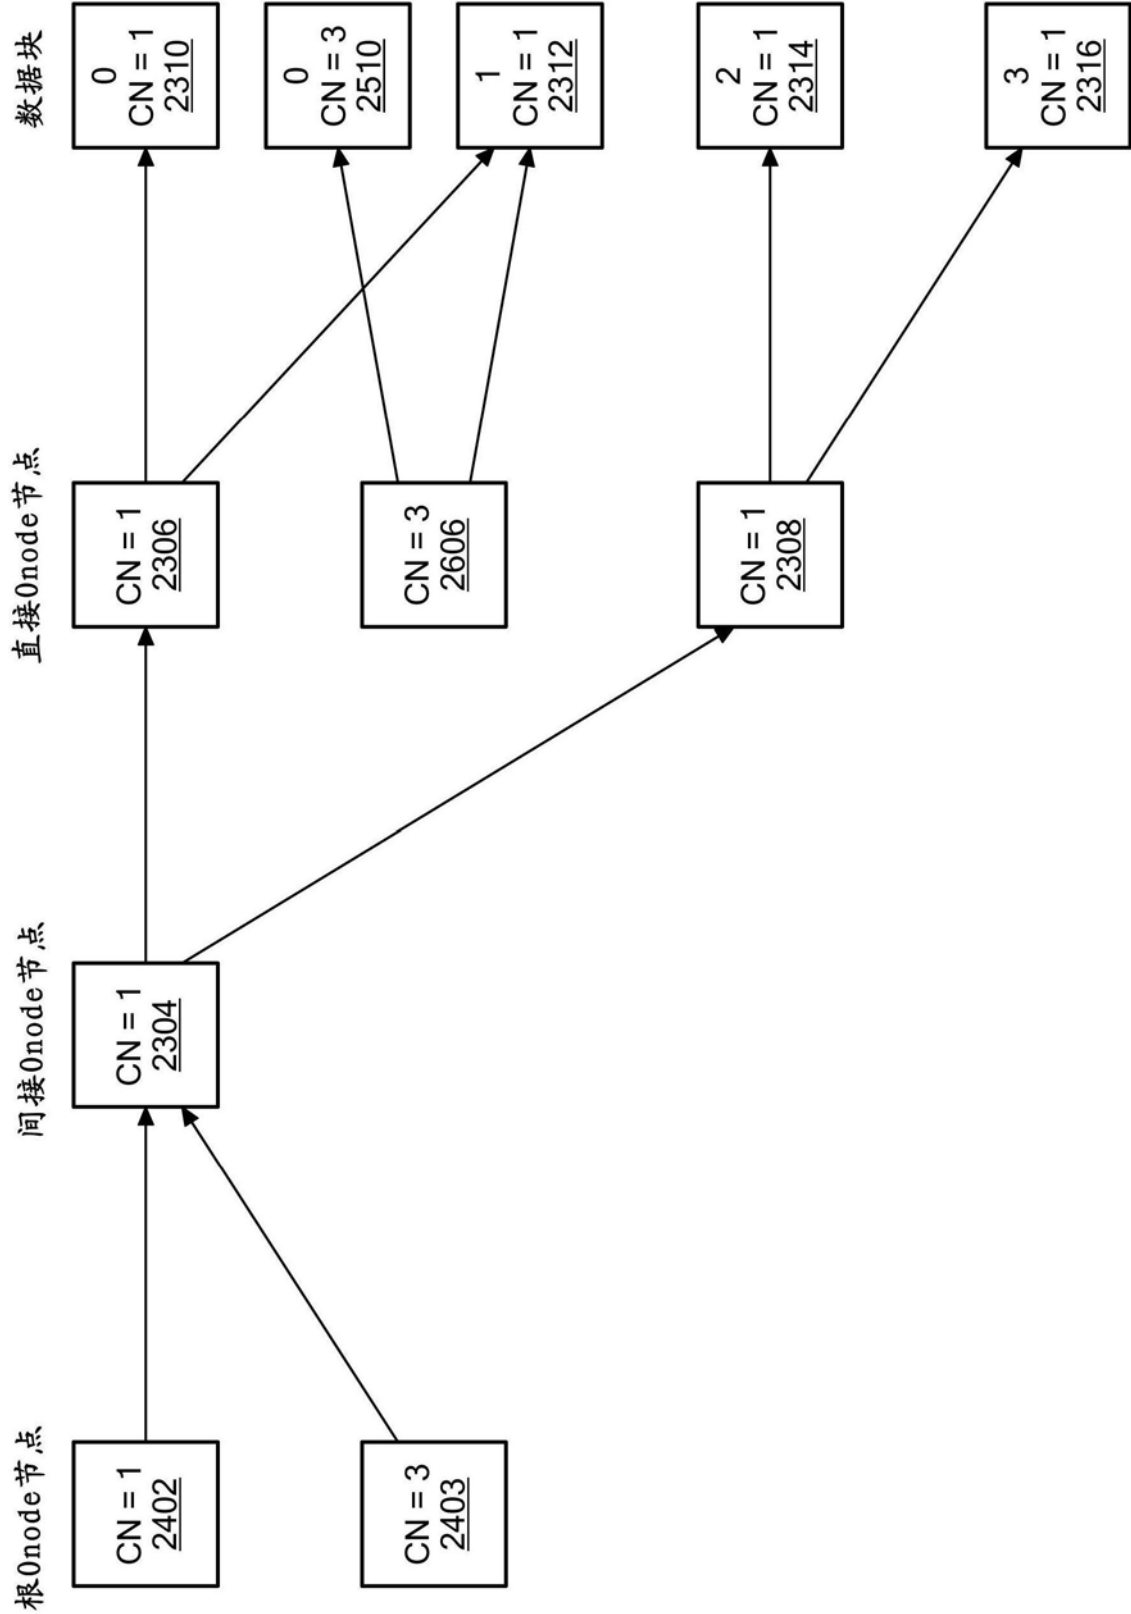 根Onode节点
间接Onode节点
直接Onode节点
数据块
CN = 1
2402
CN = 1
2304
CN = 1
2306
0
CN = 1
2310
CN = 3
2403
CN = 3
2606
0
CN = 3
2510
1
CN = 1
2312
CN = 1
2308
2
CN = 1
2314
3
CN = 1
2316